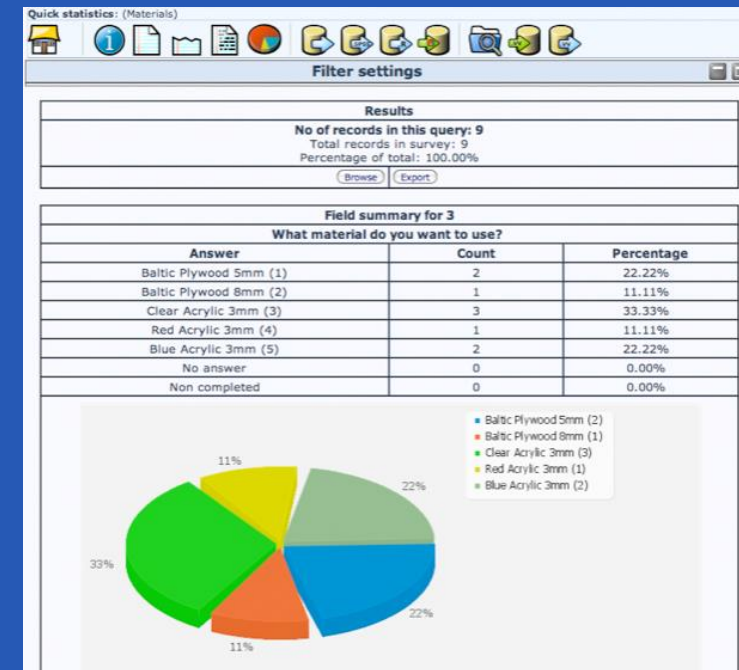 Quick statistics: (Materials)
Filter settings
Results
No of records in this query: 9
Total records in survey: 9
Percentage of total: 100.00%
Browse Export
Field summary for 3
What material do you want to use?
Answer Count Percentage
Baltic Plywood 5mm (1) 2 22.22%
Baltic Plywood 8mm (2) 1 11.11%
Clear Acrylic 3mm (3) 3 33.33%
Red Acrylic 3mm (4) 1 11.11%
Blue Acrylic 3mm (5) 2 22.22%
No answer 0 0.00%
Non completed 0 0.00%
Baltic Plywood 5mm (2)
Baltic Plywood 8mm (1)
Clear Acrylic 3mm (3)
Red Acrylic 3mm (1)
Blue Acrylic 3mm (2)
11%
22%
33%
22%
11%